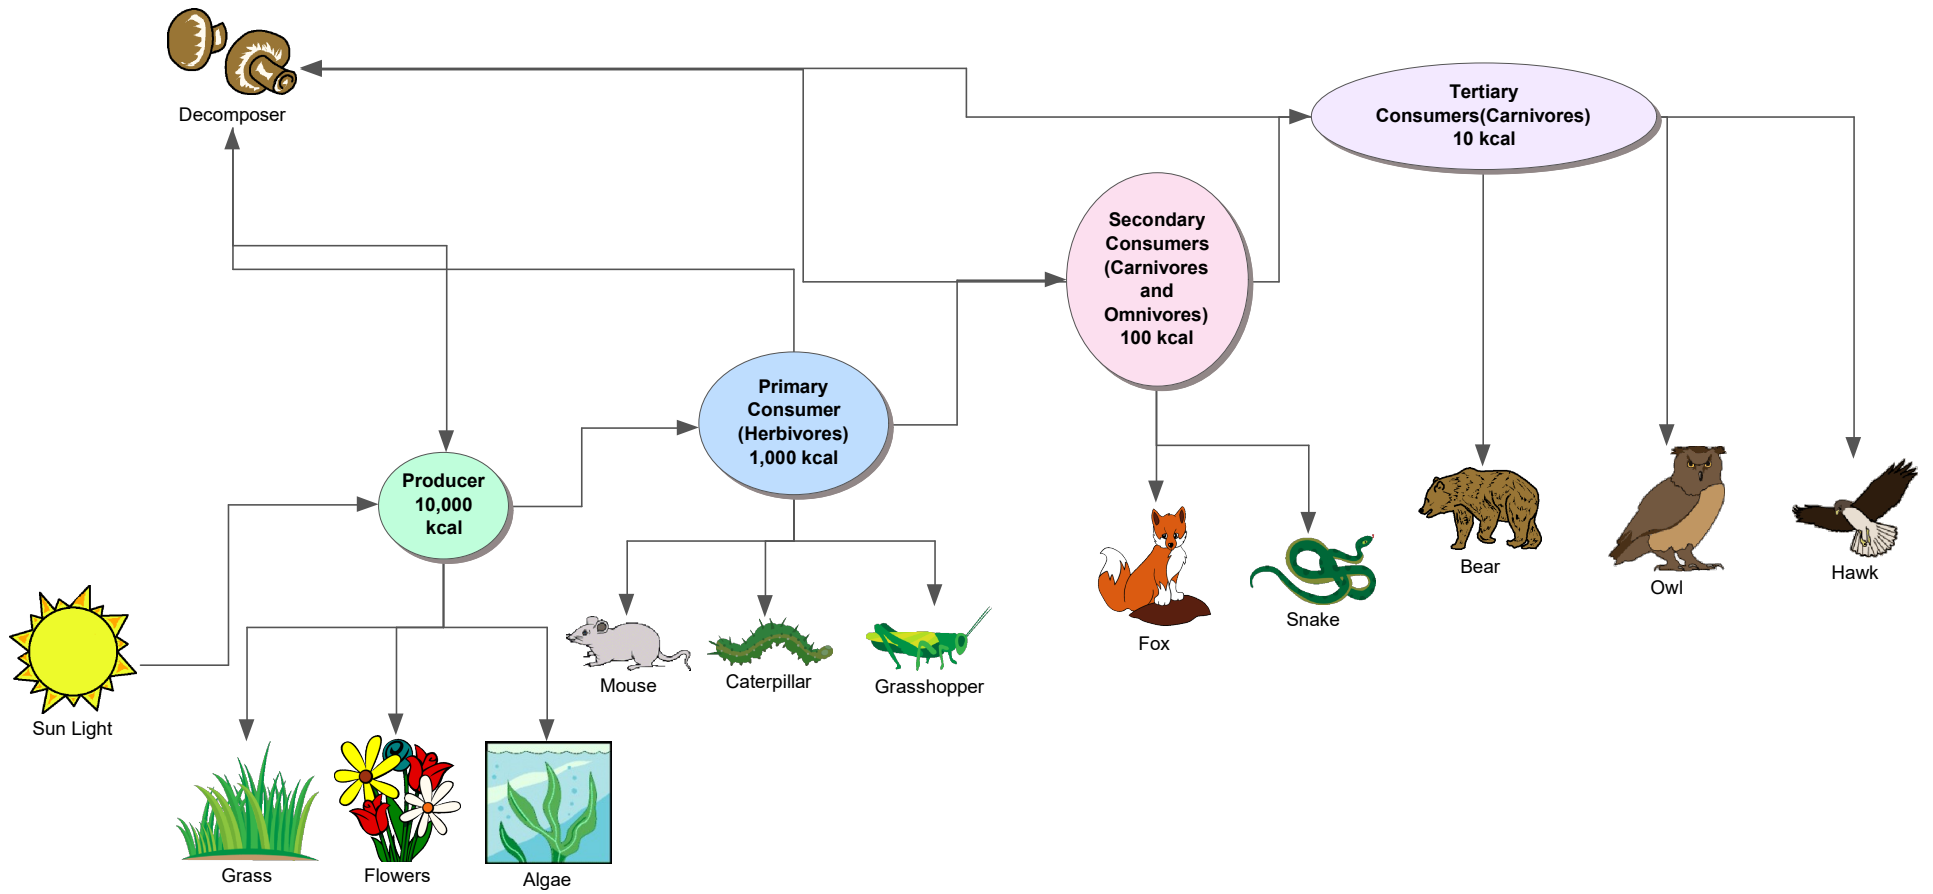 Decomposer
Tertiary
Consumers(Carnivores)
10 kcal
Secondary
Consumers
(Carnivores
and
Omnivores)
100 kcal
Primary
Consumer
(Herbivores)
1,000 kcal
Producer
10,000
kcal
Sun Light
Grass
Flowers
Algae
Mouse
Caterpillar
Grasshopper
Fox
Snake
Bear
Owl
Hawk